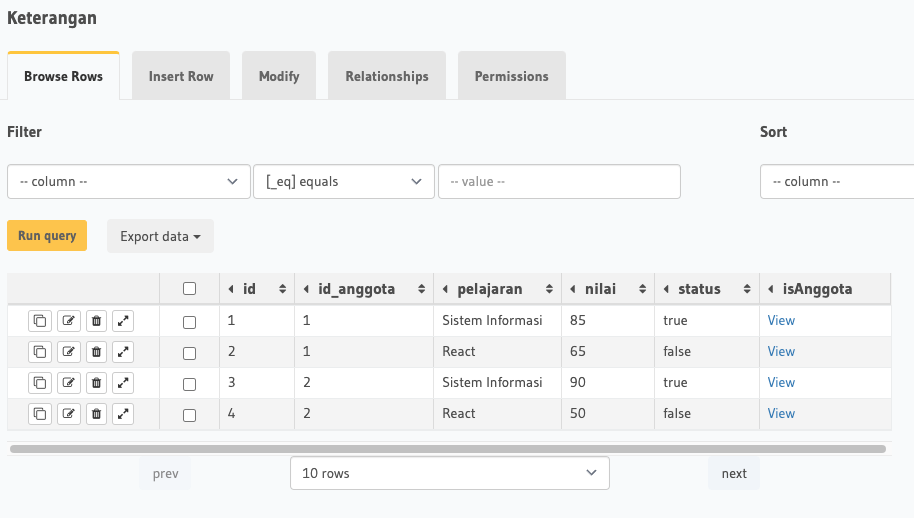 Keterangan
Browse Rows Insert Row Modify Relationships Permissions
Filter Sort
-- column -- [_eq] equals -- value -- -- column --
Run query Export data
id id_anggota pelajaran nilai status isAnggota
1 1 Sistem Informasi 85 true View
2 1 React 65 false View
3 2 Sistem Informasi 90 true View
4 2 React 50 false View
prev 10 rows next